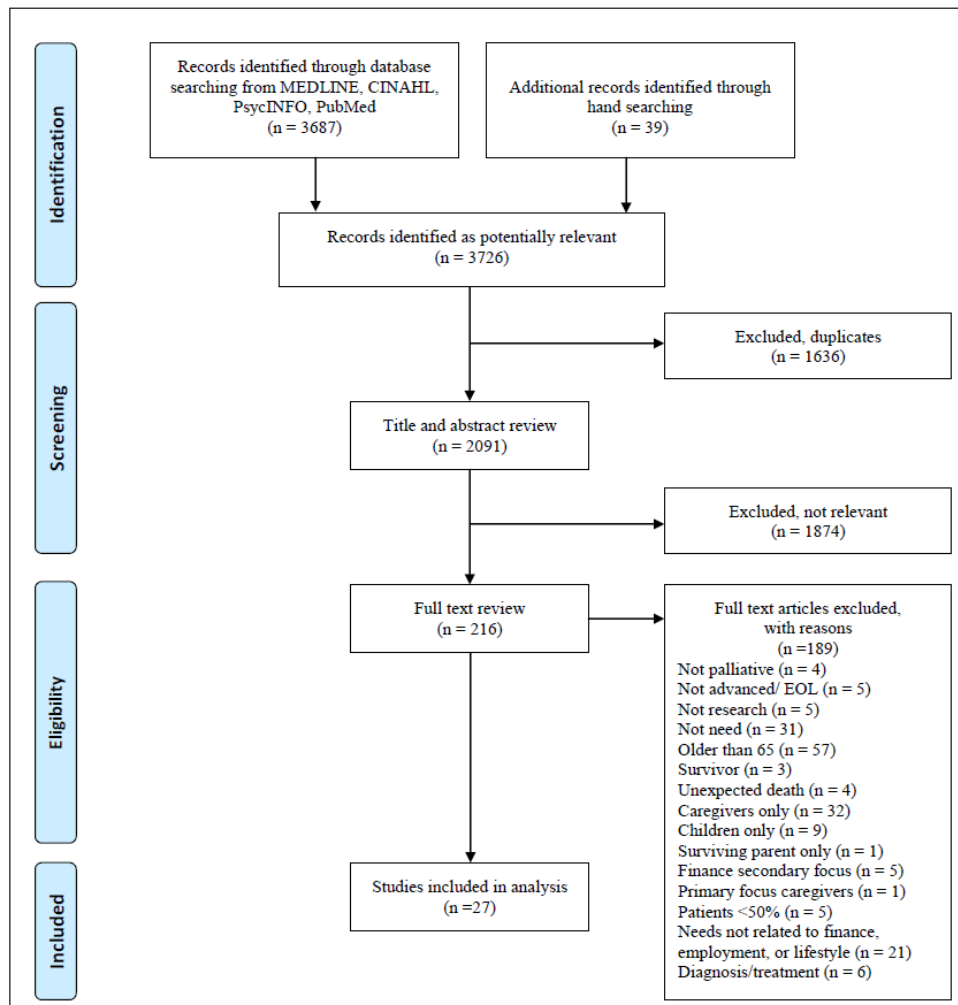 Identification
Records identified through database
searching from MEDLINE, CINAHL,
PsycINFO, PubMed
(n = 3687)
Additional records identified through
hand searching
(n = 39)
Records identified as potentially relevant
(n = 3726)
Screening
Excluded, duplicates
(n = 1636)
Title and abstract review
(n = 2091)
Excluded, not relevant
(n = 1874)
Eligibility
Full text review
(n = 216)
Full text articles excluded,
with reasons
(n =189)
Not palliative (n = 4)
Not advanced/ EOL (n = 5)
Not research (n = 5)
Not need (n = 31)
Older than 65 (n = 57)
Survivor (n = 3)
Unexpected death (n = 4)
Caregivers only (n = 32)
Children only (n = 9)
Surviving parent only (n = 1)
Finance secondary focus (n = 5)
Primary focus caregivers (n = 1)
Patients <50% (n = 5)
Needs not related to finance,
employment, or lifestyle (n = 21)
Diagnosis/treatment (n = 6)
Included
Studies included in analysis
(n =27)